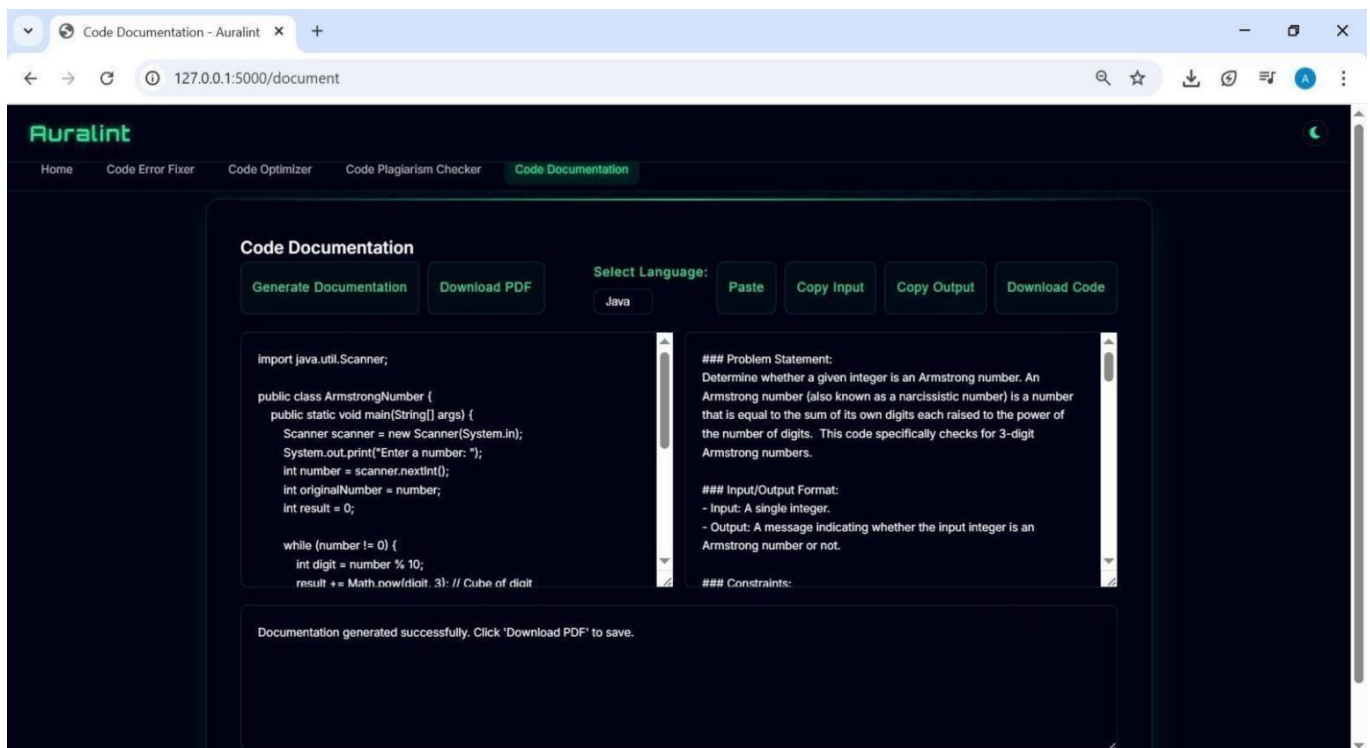 Code Documentation - Auralint
127.0.0.1:5000/document
A
Auralint
Home Code Error Fixer Code Optimizer Code Plagiarism Checker Code Documentation
Code Documentation
Generate Documentation Download PDF Select Language: Java Paste Copy Input Copy Output Download Code
import java.util.Scanner;
public class ArmstrongNumber {
public static void main(String[] args) {
Scanner scanner = new Scanner(System.in);
System.out.print("Enter a number: ");
int number = scanner.nextInt();
int originalNumber = number;
int result = 0;
while (number != 0) {
int digit = number % 10;
result += Math.pow(digit, 3); // Cube of digit
### Problem Statement:
Determine whether a given integer is an Armstrong number. An
Armstrong number (also known as a narcissistic number) is a number
that is equal to the sum of its own digits each raised to the power of
the number of digits. This code specifically checks for 3-digit
Armstrong numbers.
### Input/Output Format:
- Input: A single integer.
- Output: A message indicating whether the input integer is an
Armstrong number or not.
### Constraints:
Documentation generated successfully. Click 'Download PDF' to save.